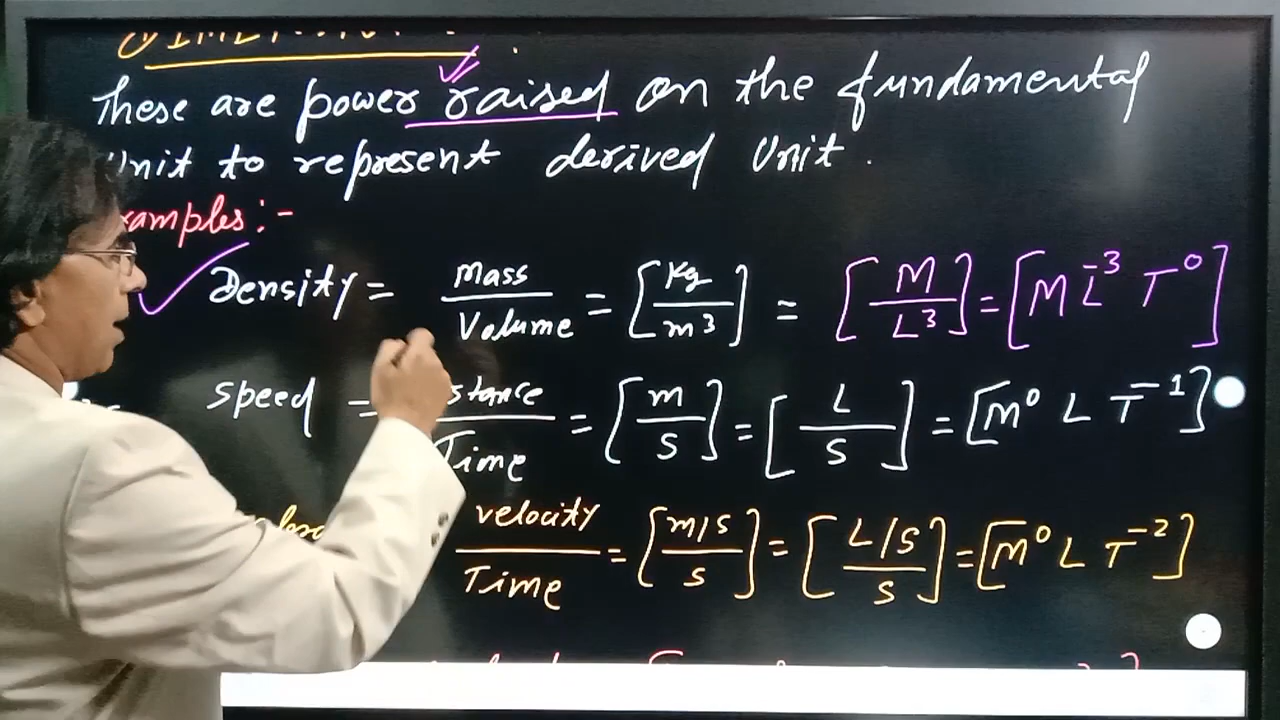 These are power raised on the fundamental
Unit to represent derived Unit.
Examples:-
Density = Mass/Volume = [kg/m³] = [M/L³] = [M L⁻³ T⁰]
Speed = stance/Time = [m/s] = [L/S] = [M⁰ L T⁻¹]
velocity/Time = [m/s/s] = [L/S/S] = [M⁰ L T⁻²]